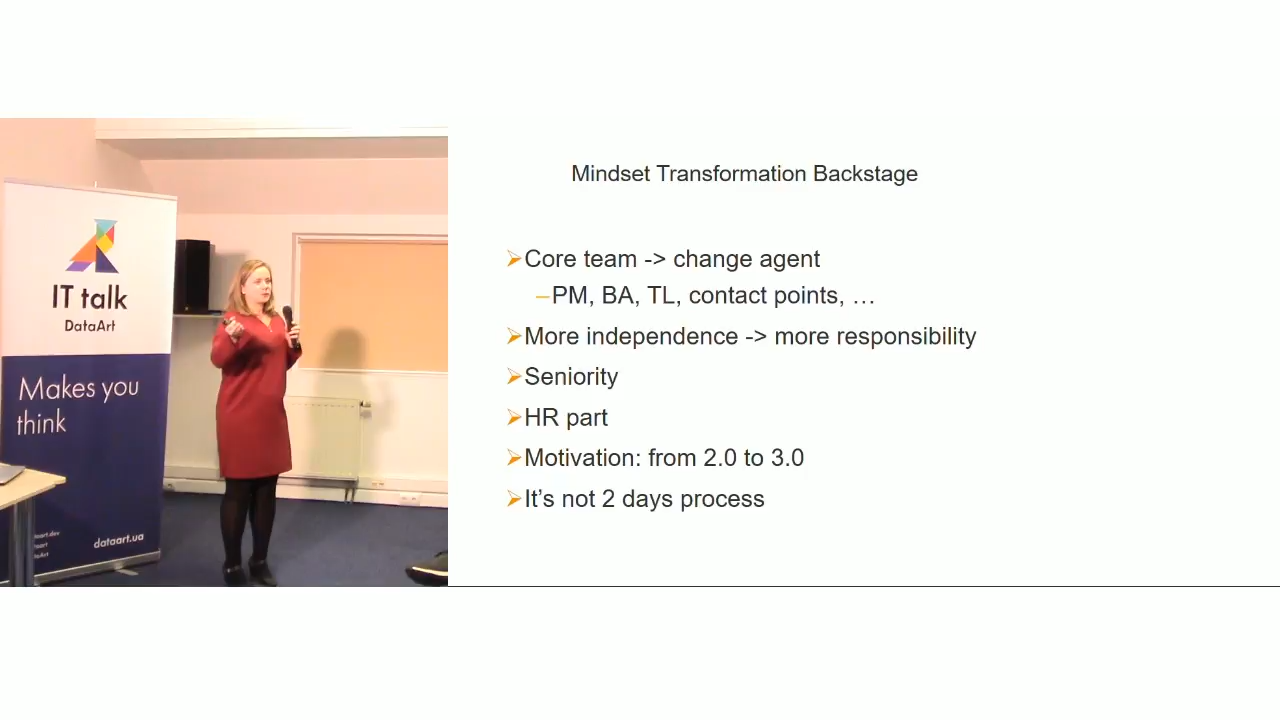 IT talk
DataArt
Makes you
think
dataart.ua
Mindset Transformation Backstage
➢Core team -> change agent
–PM, BA, TL, contact points, …
➢More independence -> more responsibility
➢Seniority
➢HR part
➢Motivation: from 2.0 to 3.0
➢It’s not 2 days process